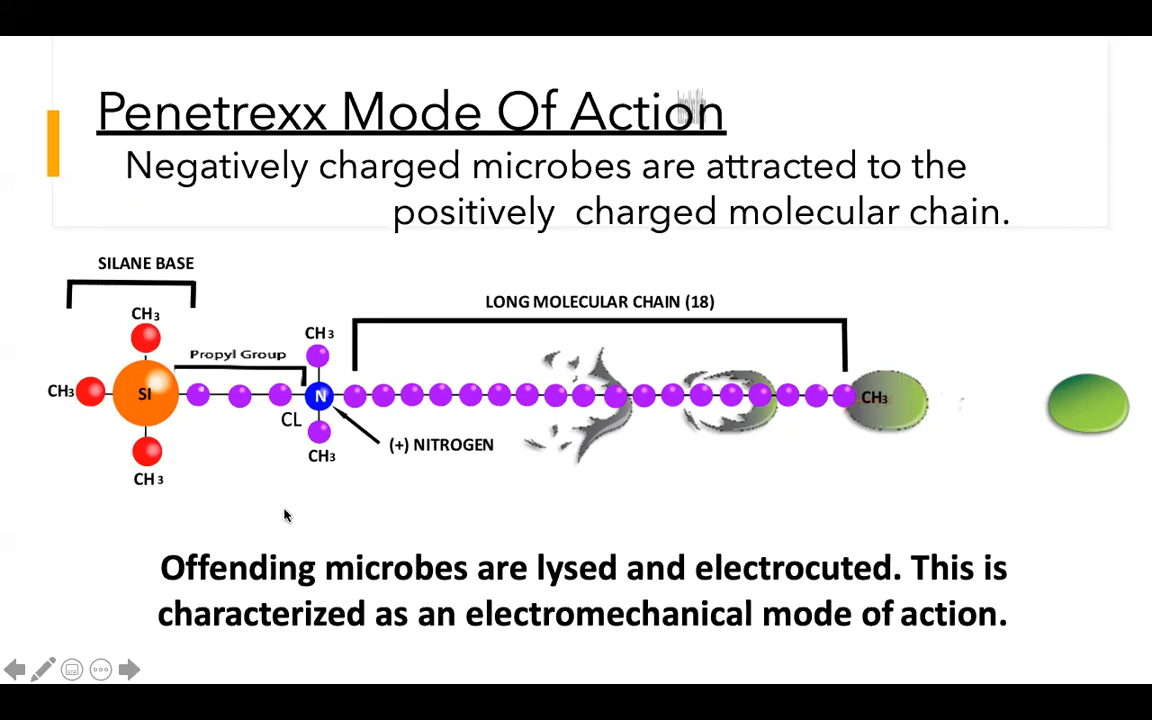 Penetrexx Mode Of Action
Negatively charged microbes are attracted to the
positively charged molecular chain.
SILANE BASE
LONG MOLECULAR CHAIN (18)
CH3
CH3
Propyl Group
CH3
SI
N
CH3
CL
(+) NITROGEN
CH3
CH3
Offending microbes are lysed and electrocuted. This is
characterized as an electromechanical mode of action.